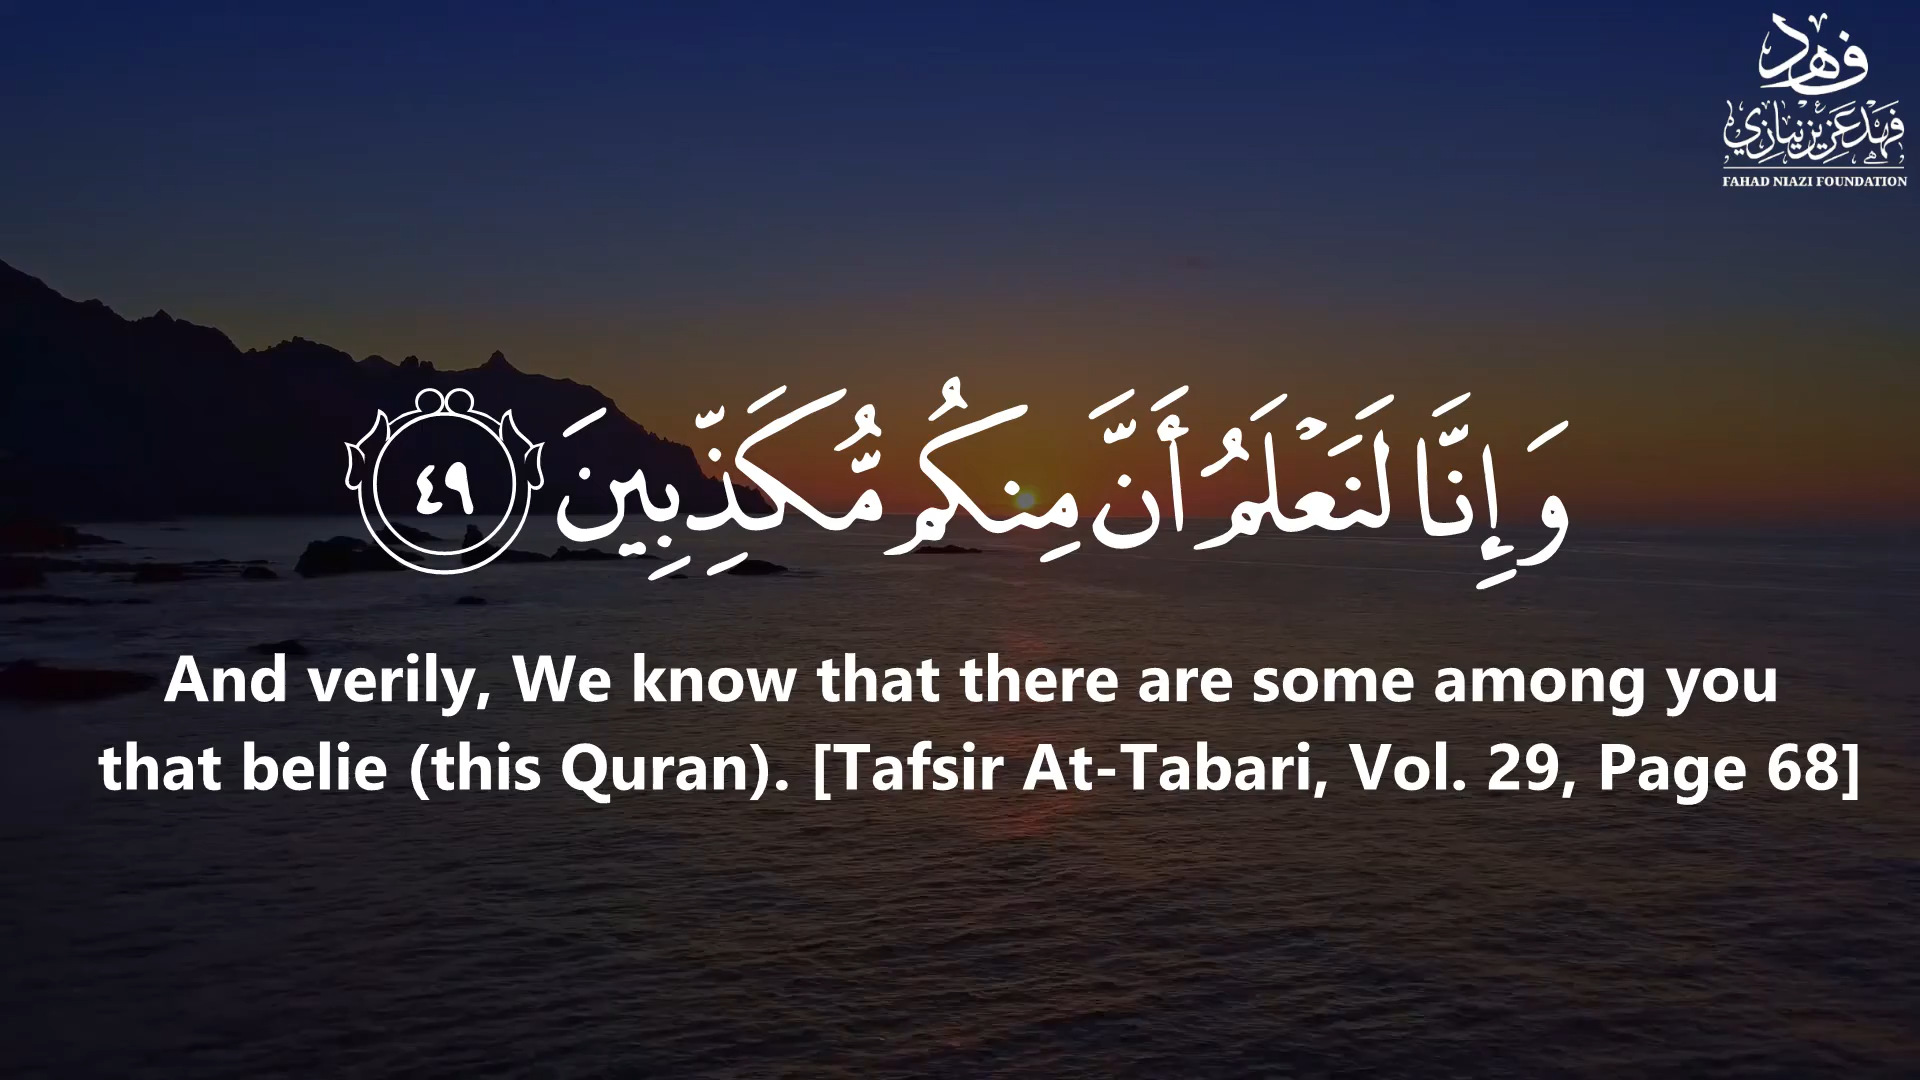 فهد
فهد عزيز نيازي
FAHAD NIAZI FOUNDATION
وَإِنَّا لَنَعْلَمُ أَنَّ مِنكُم مُّكَذِّبِينَ ٤٩
And verily, We know that there are some among you
that belie (this Quran). [Tafsir At-Tabari, Vol. 29, Page 68]